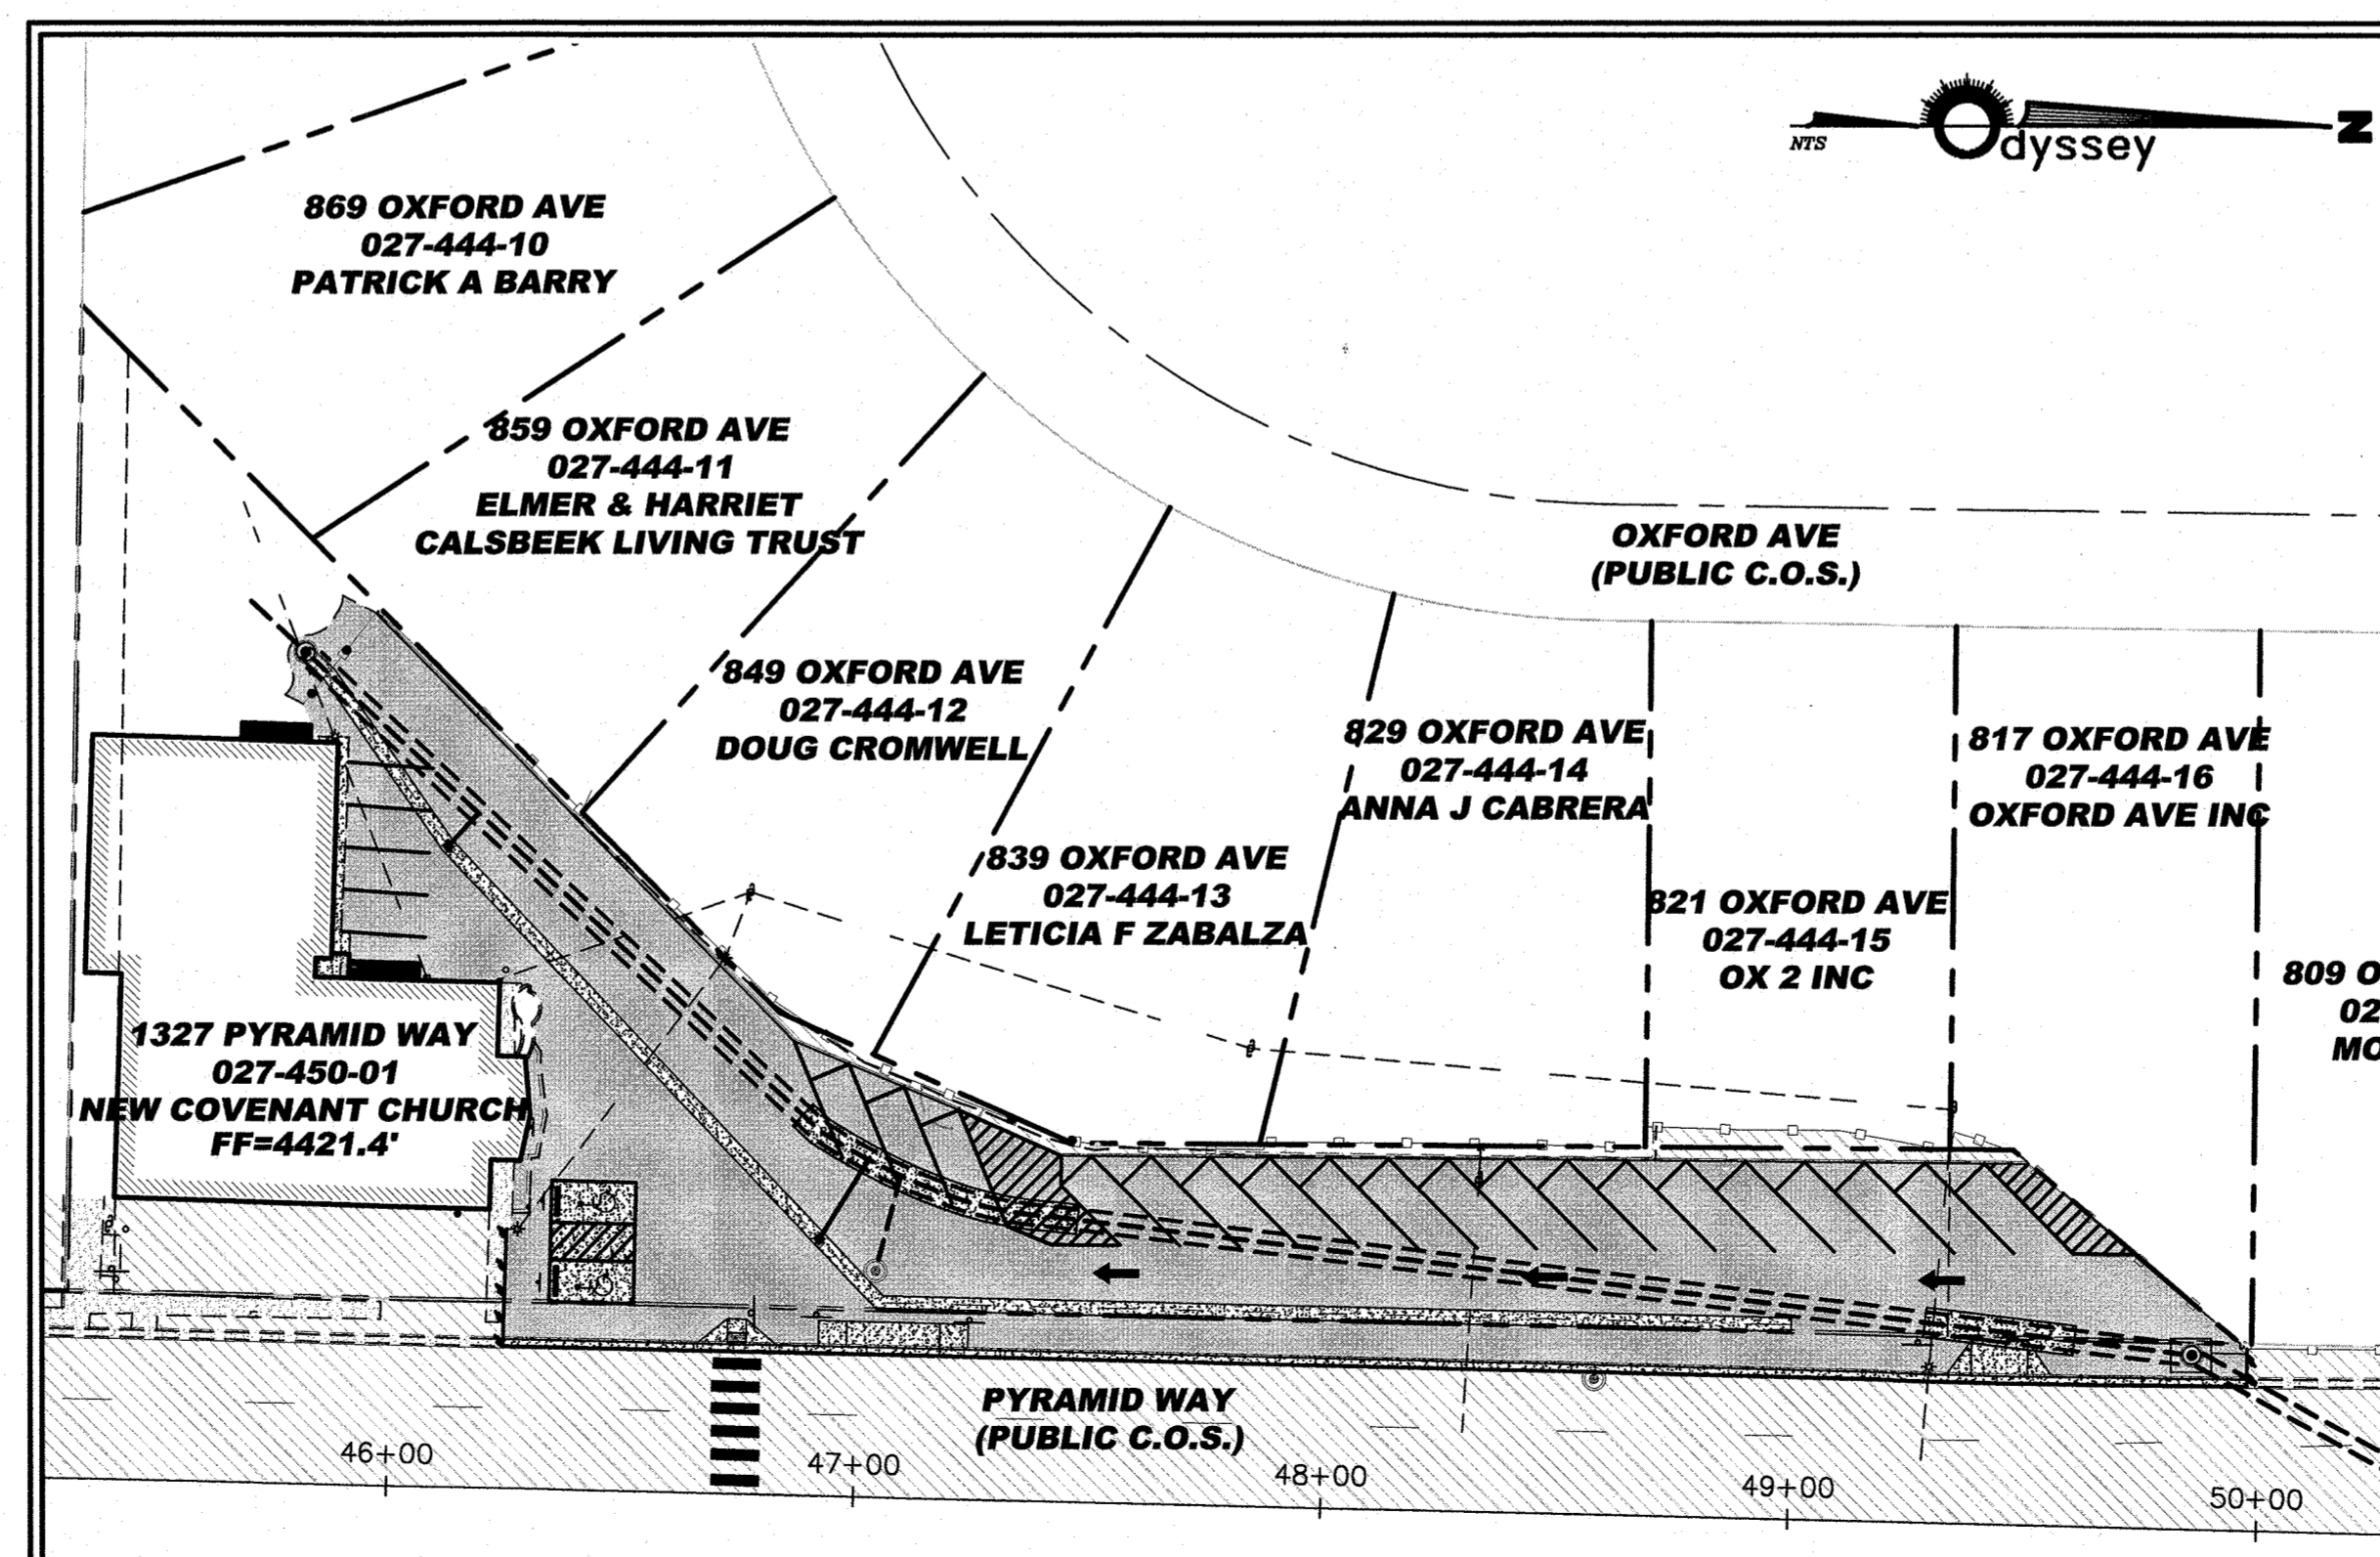 NTS
Odyssey
N
869 OXFORD AVE
027-444-10
PATRICK A BARRY
859 OXFORD AVE
027-444-11
ELMER & HARRIET
CALSBEEK LIVING TRUST
OXFORD AVE
(PUBLIC C.O.S.)
849 OXFORD AVE
027-444-12
DOUG CROMWELL
839 OXFORD AVE
027-444-13
LETICIA F ZABALZA
829 OXFORD AVE
027-444-14
ANNA J CABRERA
821 OXFORD AVE
027-444-15
OX 2 INC
817 OXFORD AVE
027-444-16
OXFORD AVE INC
809 O
02
MO
1327 PYRAMID WAY
027-450-01
NEW COVENANT CHURCH
FF=4421.4'
PYRAMID WAY
(PUBLIC C.O.S.)
46+00
47+00
48+00
49+00
50+00